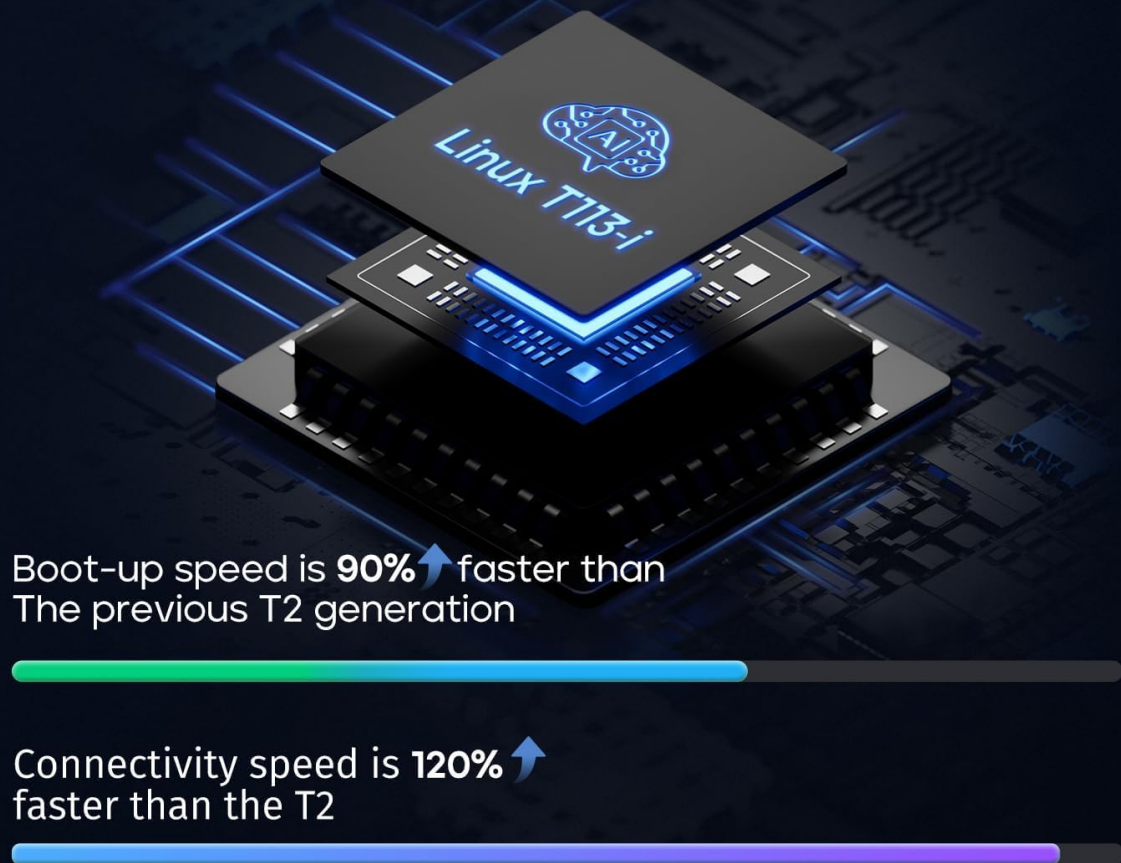 AI
Linux T113-i
Boot-up speed is 90% faster than
The previous T2 generation
Connectivity speed is 120%
faster than the T2